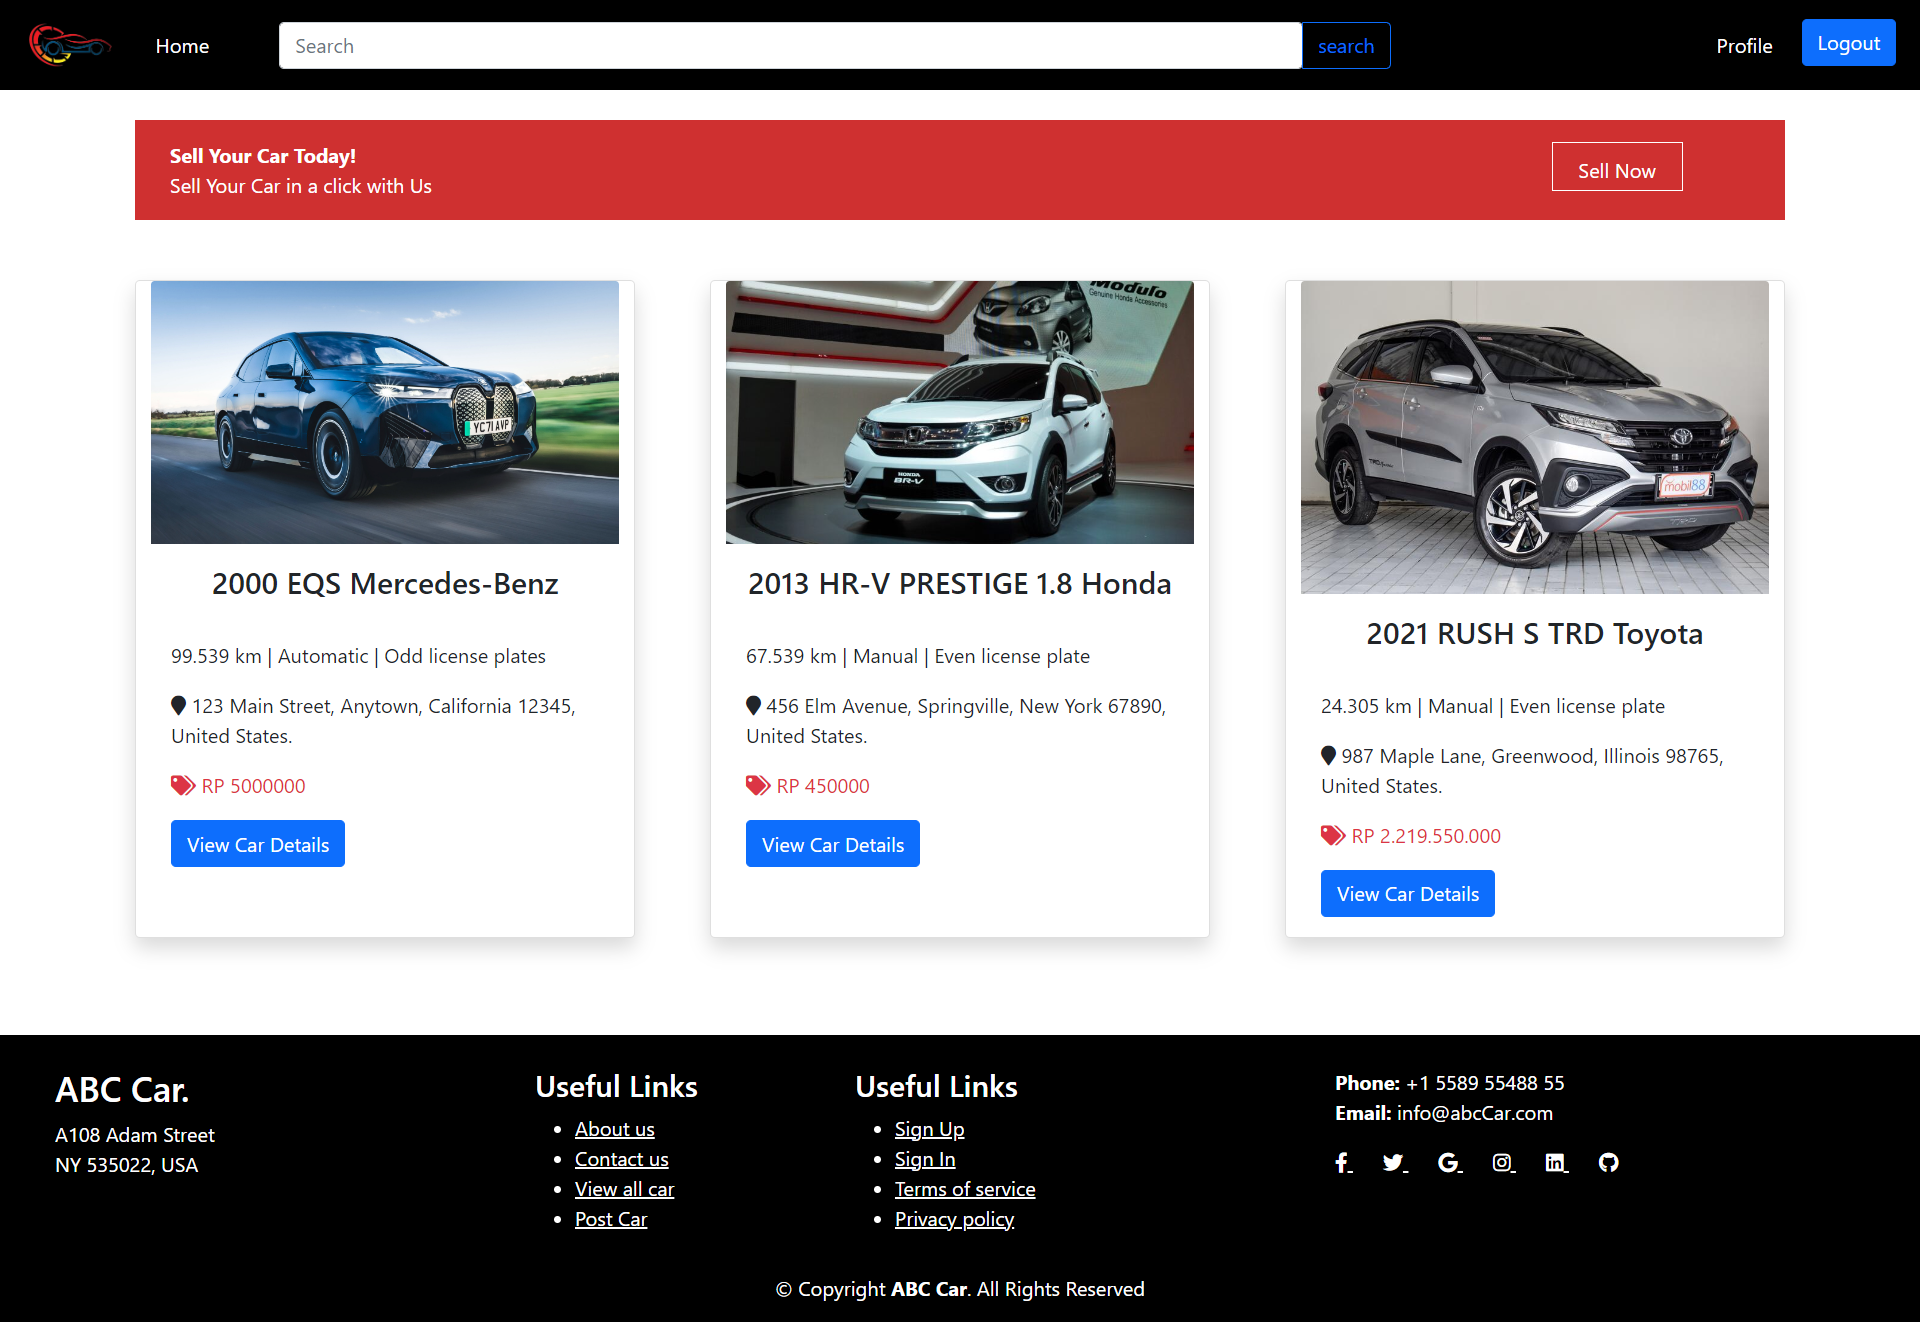 Home
Search
search
Profile
Logout
Sell Your Car Today!
Sell Your Car in a click with Us
Sell Now
YC71 AVP
2000 EQS Mercedes-Benz
99.539 km | Automatic | Odd license plates
123 Main Street, Anytown, California 12345,
United States.
RP 5000000
View Car Details
Modulo
Genuine Honda Accessories
HONDA
BR-V
2013 HR-V PRESTIGE 1.8 Honda
67.539 km | Manual | Even license plate
456 Elm Avenue, Springville, New York 67890,
United States.
RP 450000
View Car Details
mobil88
TRD
2021 RUSH S TRD Toyota
24.305 km | Manual | Even license plate
987 Maple Lane, Greenwood, Illinois 98765,
United States.
RP 2.219.550.000
View Car Details
ABC Car.
A108 Adam Street
NY 535022, USA
Useful Links
About us
Contact us
View all car
Post Car
Useful Links
Sign Up
Sign In
Terms of service
Privacy policy
Phone: +1 5589 55488 55
Email: info@abcCar.com
© Copyright ABC Car. All Rights Reserved